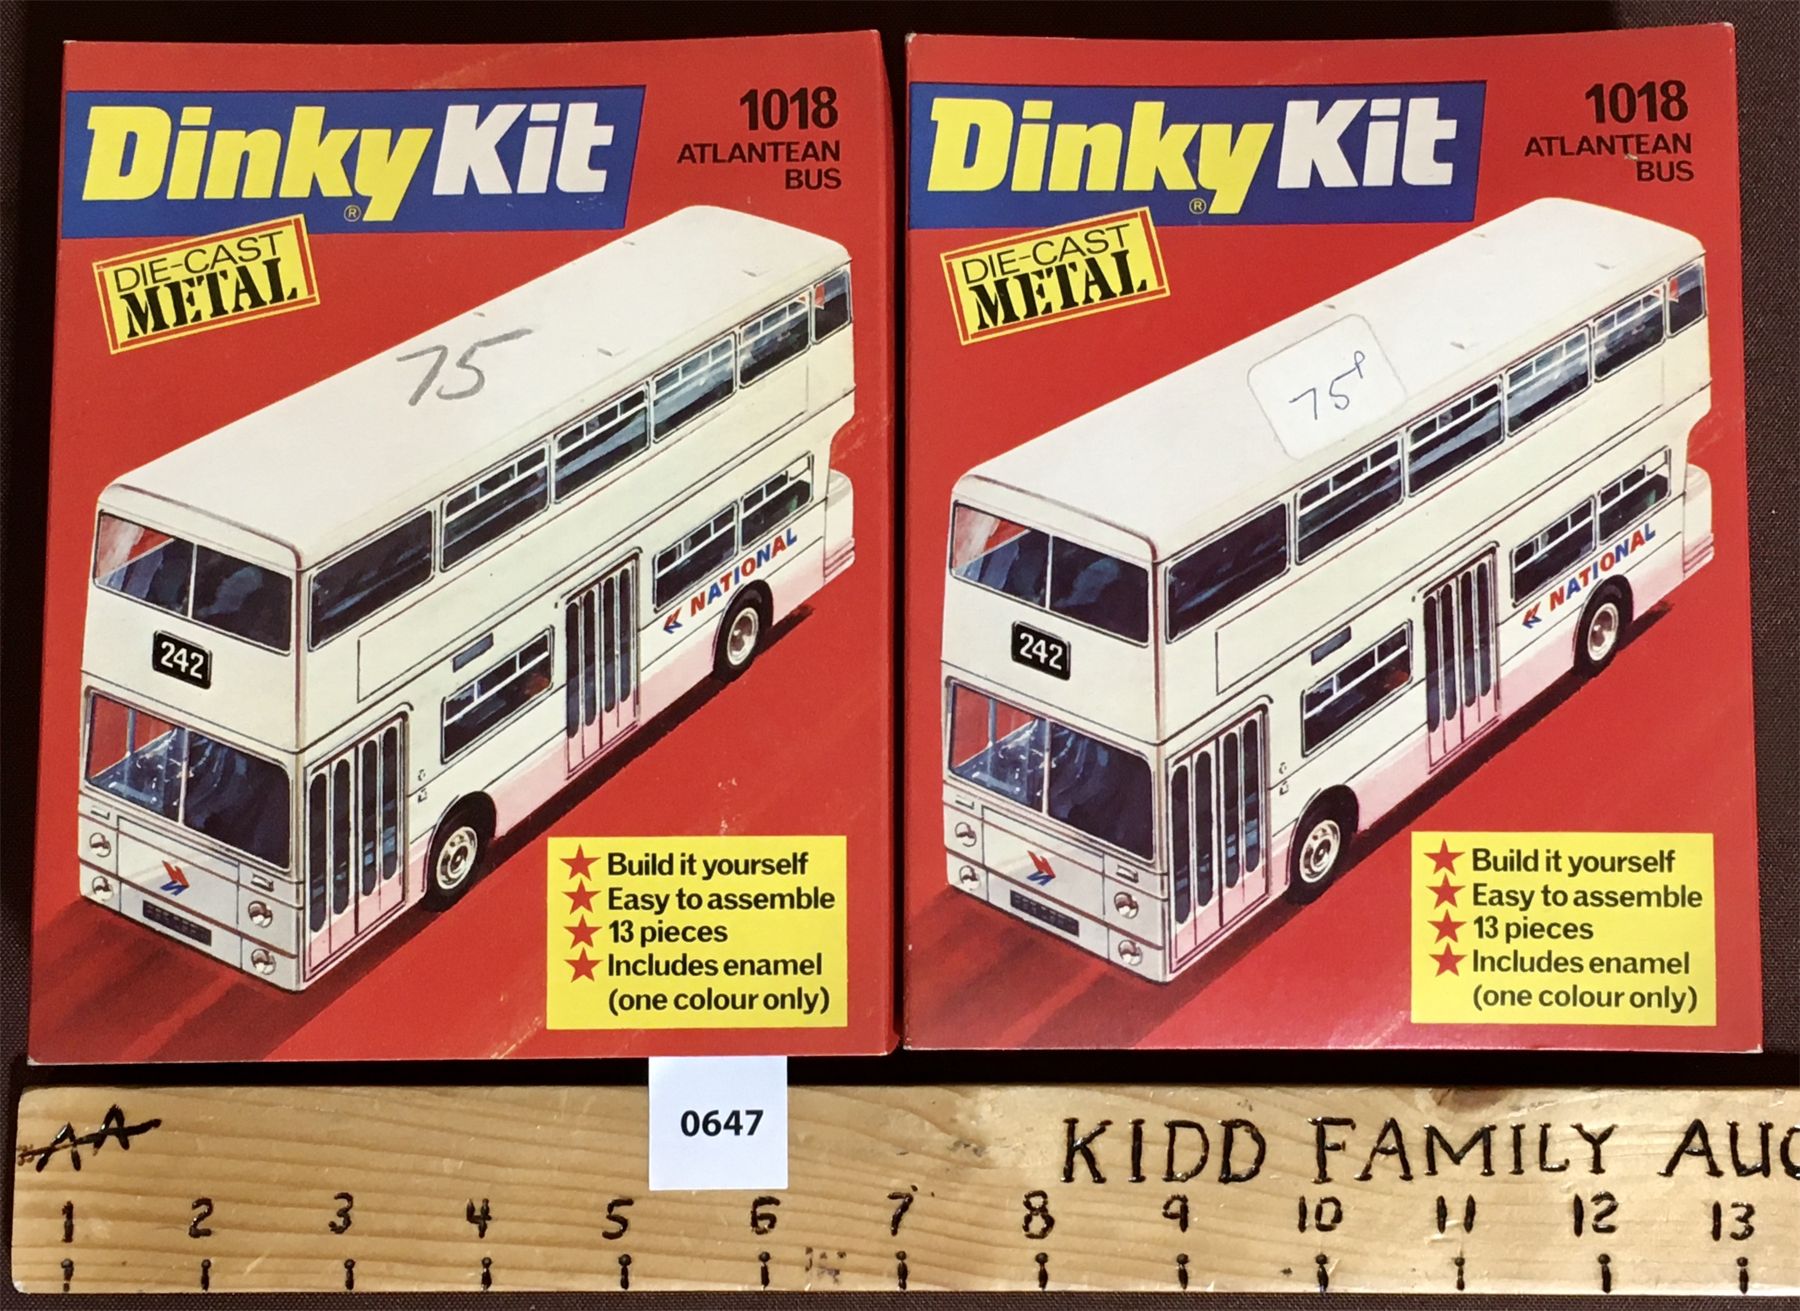 Dinky Kit
®
1018
ATLANTEAN
BUS
DIE-CAST
METAL
75
242
NATIONAL
★ Build it yourself
★ Easy to assemble
★ 13 pieces
★ Includes enamel
(one colour only)
Dinky Kit
®
1018
ATLANTEAN
BUS
DIE-CAST
METAL
75P
242
NATIONAL
★ Build it yourself
★ Easy to assemble
★ 13 pieces
★ Includes enamel
(one colour only)
0647
KIDD FAMILY AUC
1 2 3 4 5 6 7 8 9 10 11 12 13